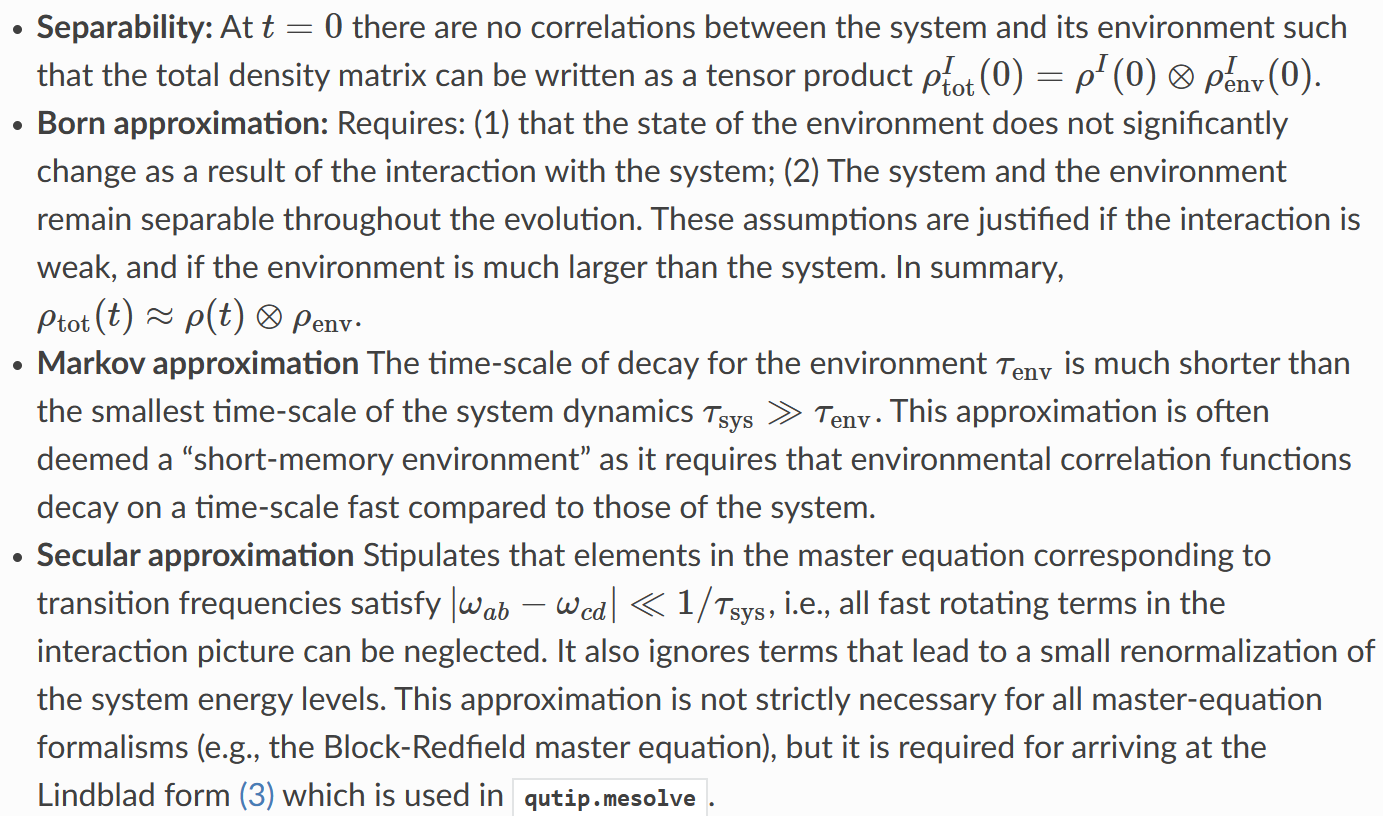 • Separability: At t = 0 there are no correlations between the system and its environment such
that the total density matrix can be written as a tensor product ρ^I_tot(0) = ρ^I(0) ⊗ ρ^I_env(0).
• Born approximation: Requires: (1) that the state of the environment does not significantly
change as a result of the interaction with the system; (2) The system and the environment
remain separable throughout the evolution. These assumptions are justified if the interaction is
weak, and if the environment is much larger than the system. In summary,
ρ_tot(t) ≈ ρ(t) ⊗ ρ_env.
• Markov approximation The time-scale of decay for the environment τ_env is much shorter than
the smallest time-scale of the system dynamics τ_sys ≫ τ_env. This approximation is often
deemed a “short-memory environment” as it requires that environmental correlation functions
decay on a time-scale fast compared to those of the system.
• Secular approximation Stipulates that elements in the master equation corresponding to
transition frequencies satisfy |ω_ab − ω_cd| ≪ 1/τ_sys, i.e., all fast rotating terms in the
interaction picture can be neglected. It also ignores terms that lead to a small renormalization of
the system energy levels. This approximation is not strictly necessary for all master-equation
formalisms (e.g., the Block-Redfield master equation), but it is required for arriving at the
Lindblad form (3) which is used in qutip.mesolve .